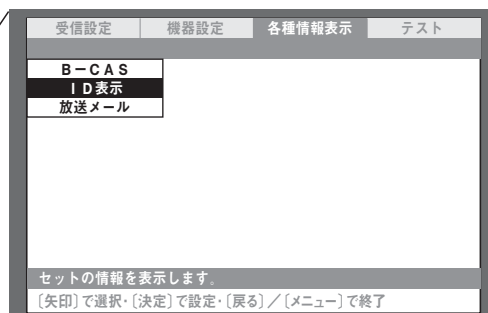 受信設定 機器設定 各種情報表示 テスト
B－CAS
ID表示
放送メール
セットの情報を表示します。
〔矢印〕で選択・〔決定〕で設定・〔戻る〕／〔メニュー〕で終了